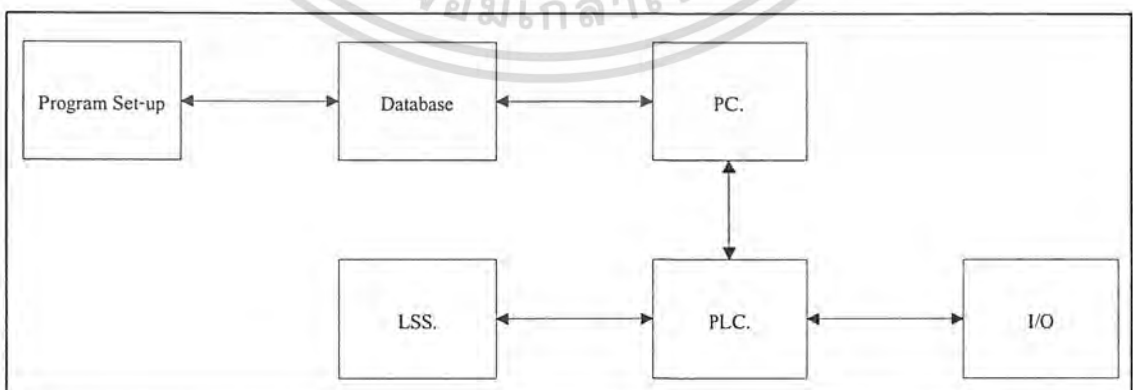 Program Set-up
Database
PC.
LSS.
PLC.
I/O